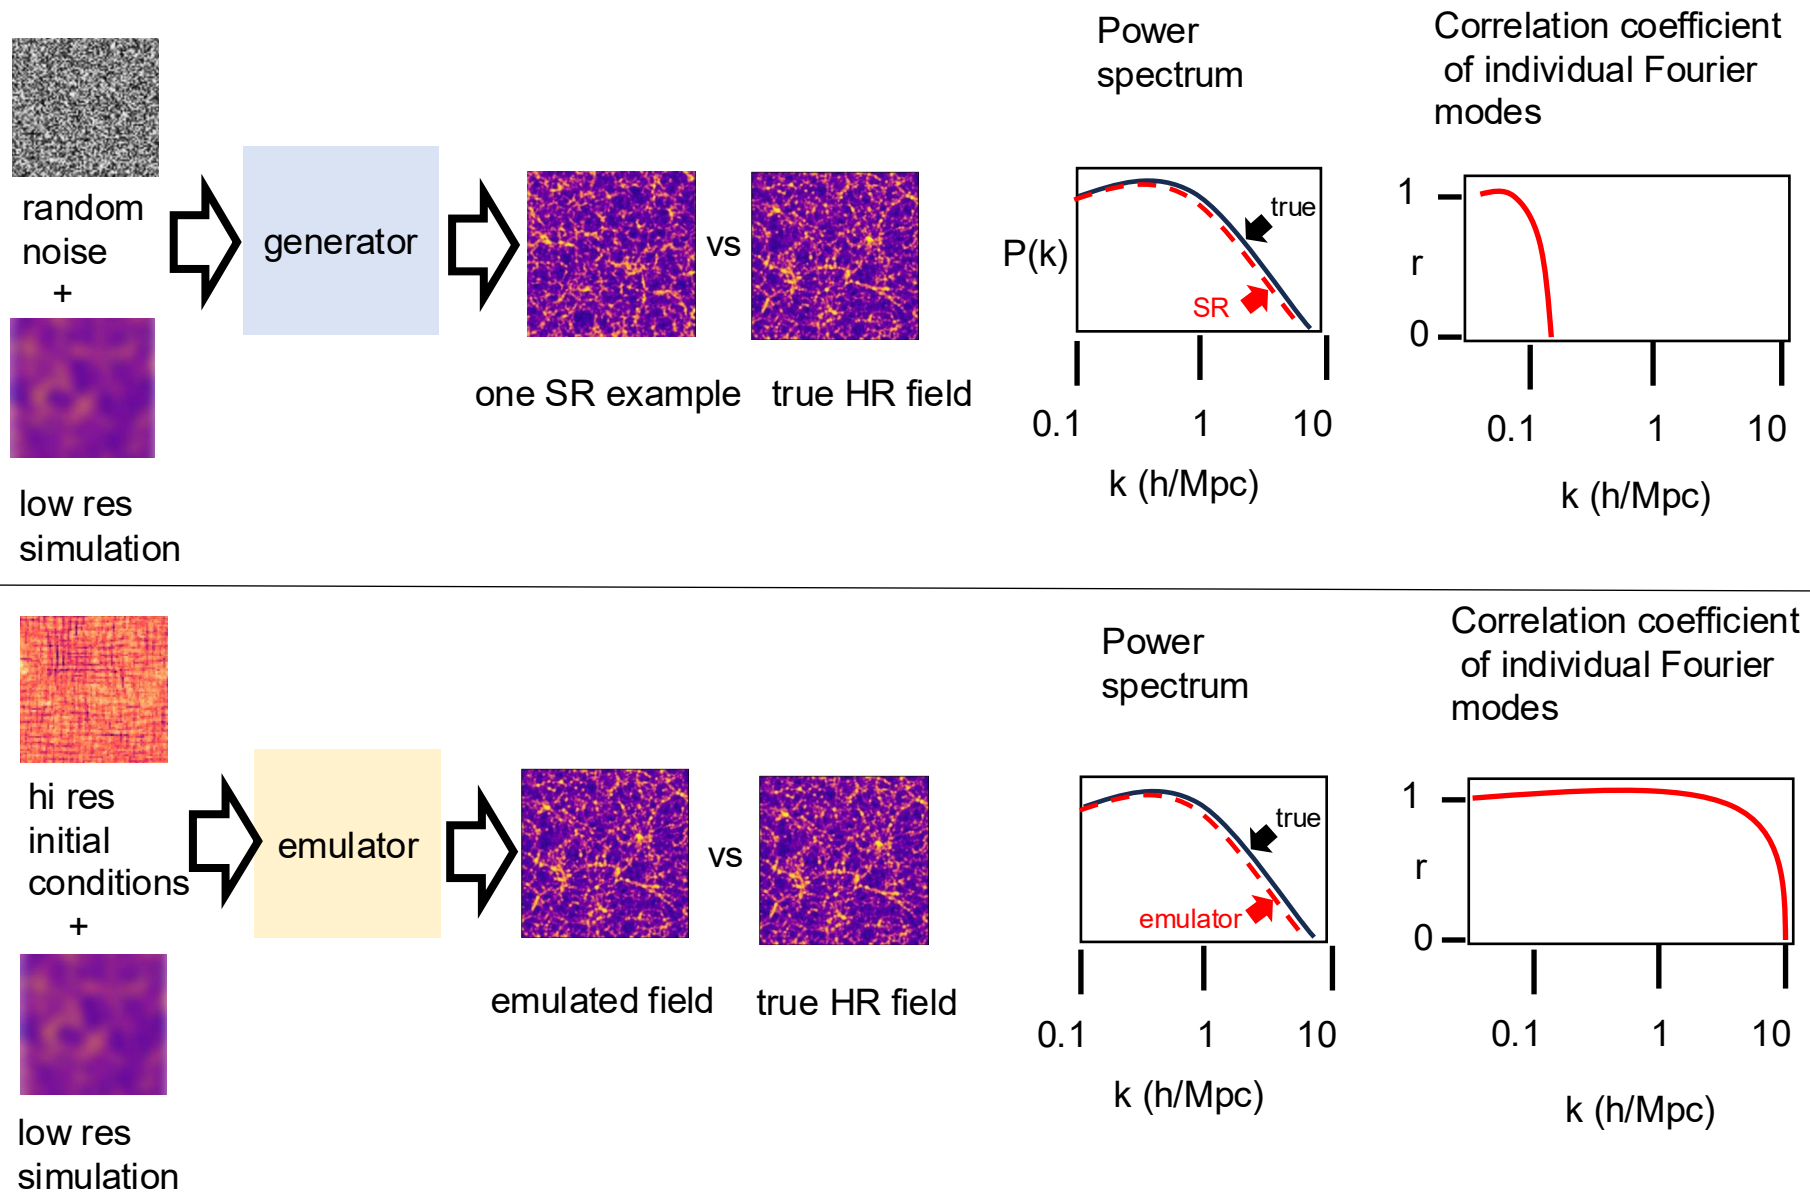 random
noise
+
low res
simulation
generator
one SR example
vs
true HR field
Power
spectrum
P(k)
true
SR
0.1
1
10
k (h/Mpc)
Correlation coefficient
of individual Fourier
modes
1
r
0
0.1
1
10
k (h/Mpc)
hi res
initial
conditions
+
low res
simulation
emulator
emulated field
vs
true HR field
Power
spectrum
true
emulator
0.1
1
10
k (h/Mpc)
Correlation coefficient
of individual Fourier
modes
1
r
0
0.1
1
10
k (h/Mpc)